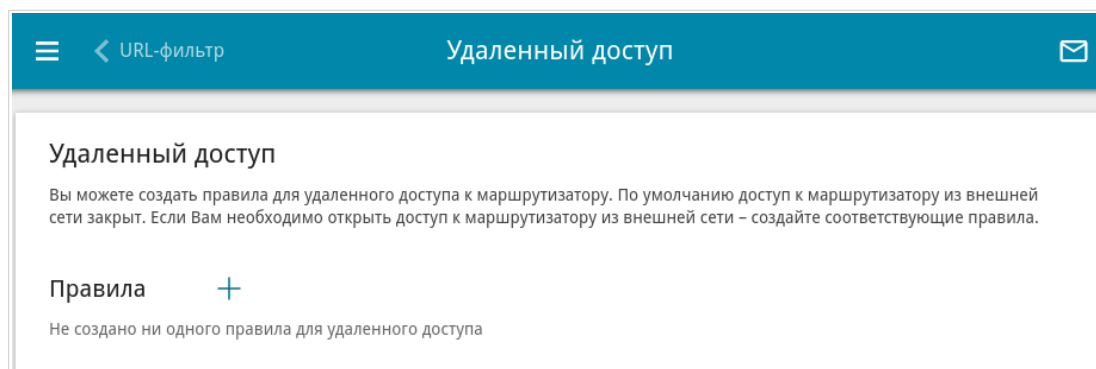 URL-фильтр
Удаленный доступ
Удаленный доступ
Вы можете создать правила для удаленного доступа к маршрутизатору. По умолчанию доступ к маршрутизатору из внешней
сети закрыт. Если Вам необходимо открыть доступ к маршрутизатору из внешней сети – создайте соответствующие правила.
Правила
Не создано ни одного правила для удаленного доступа